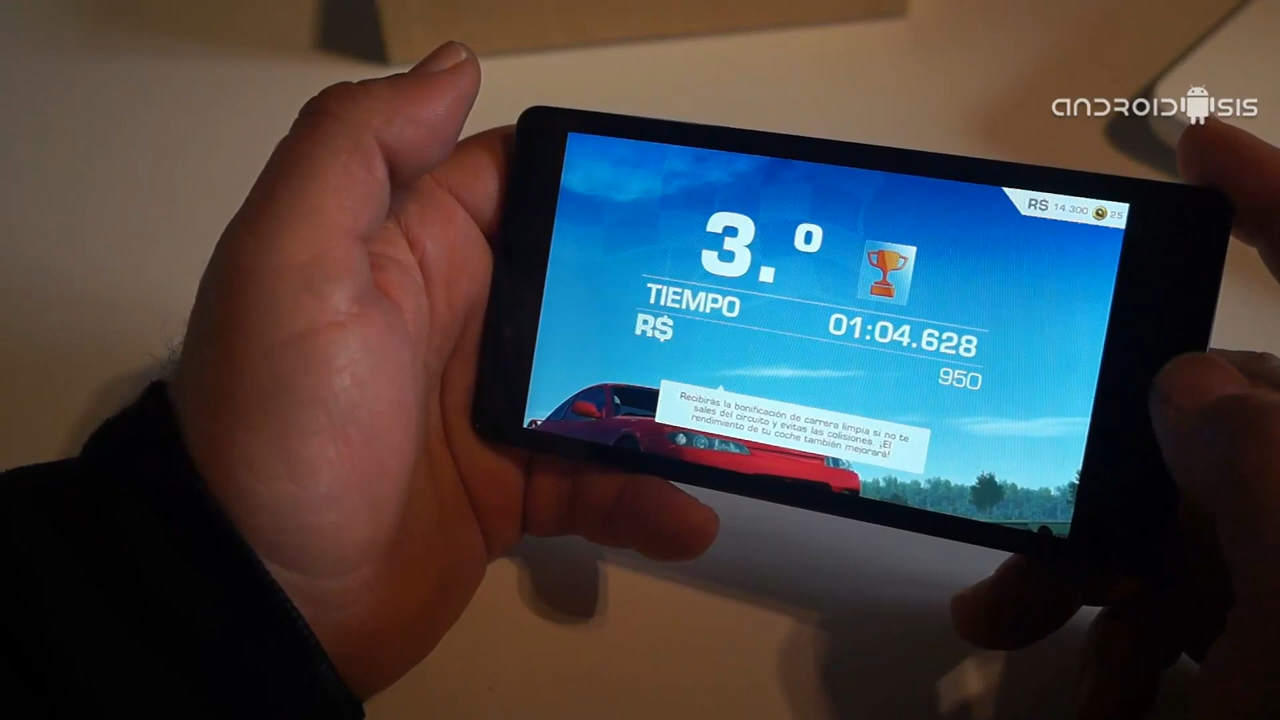 ANDROIDSIS
R$ 14.300 25
3.º
TIEMPO 01:04.628
R$ 950
Recibirás la bonificación de carrera limpia si no te
sales del circuito y evitas las colisiones. ¡El
rendimiento de tu coche también mejorará!